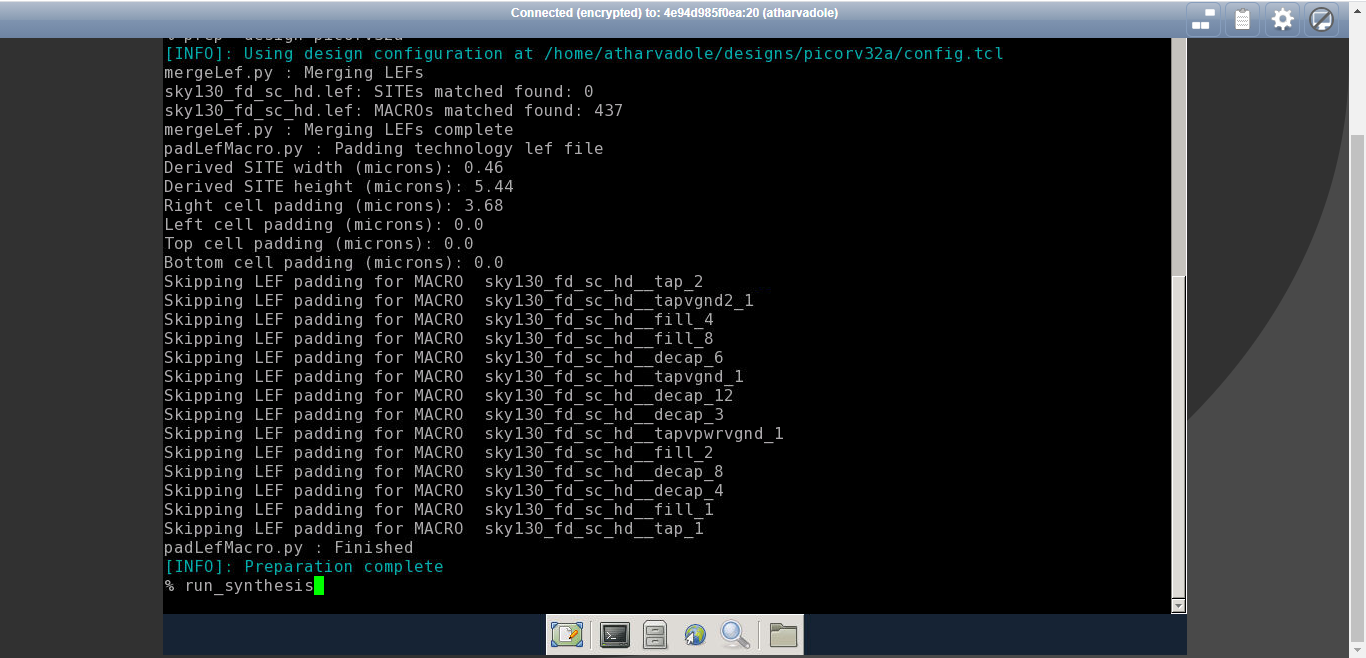 Connected (encrypted) to: 4e94d985f0ea:20 (atharvadole)
% prep -design picorv32a
[INFO]: Using design configuration at /home/atharvadole/designs/picorv32a/config.tcl
mergeLef.py : Merging LEFs
sky130_fd_sc_hd.lef: SITEs matched found: 0
sky130_fd_sc_hd.lef: MACROs matched found: 437
mergeLef.py : Merging LEFs complete
padLefMacro.py : Padding technology lef file
Derived SITE width (microns): 0.46
Derived SITE height (microns): 5.44
Right cell padding (microns): 3.68
Left cell padding (microns): 0.0
Top cell padding (microns): 0.0
Bottom cell padding (microns): 0.0
Skipping LEF padding for MACRO  sky130_fd_sc_hd__tap_2
Skipping LEF padding for MACRO  sky130_fd_sc_hd__tapvgnd2_1
Skipping LEF padding for MACRO  sky130_fd_sc_hd__fill_4
Skipping LEF padding for MACRO  sky130_fd_sc_hd__fill_8
Skipping LEF padding for MACRO  sky130_fd_sc_hd__decap_6
Skipping LEF padding for MACRO  sky130_fd_sc_hd__tapvgnd_1
Skipping LEF padding for MACRO  sky130_fd_sc_hd__decap_12
Skipping LEF padding for MACRO  sky130_fd_sc_hd__decap_3
Skipping LEF padding for MACRO  sky130_fd_sc_hd__tapvpwrvgnd_1
Skipping LEF padding for MACRO  sky130_fd_sc_hd__fill_2
Skipping LEF padding for MACRO  sky130_fd_sc_hd__decap_8
Skipping LEF padding for MACRO  sky130_fd_sc_hd__decap_4
Skipping LEF padding for MACRO  sky130_fd_sc_hd__fill_1
Skipping LEF padding for MACRO  sky130_fd_sc_hd__tap_1
padLefMacro.py : Finished
[INFO]: Preparation complete
% run_synthesis